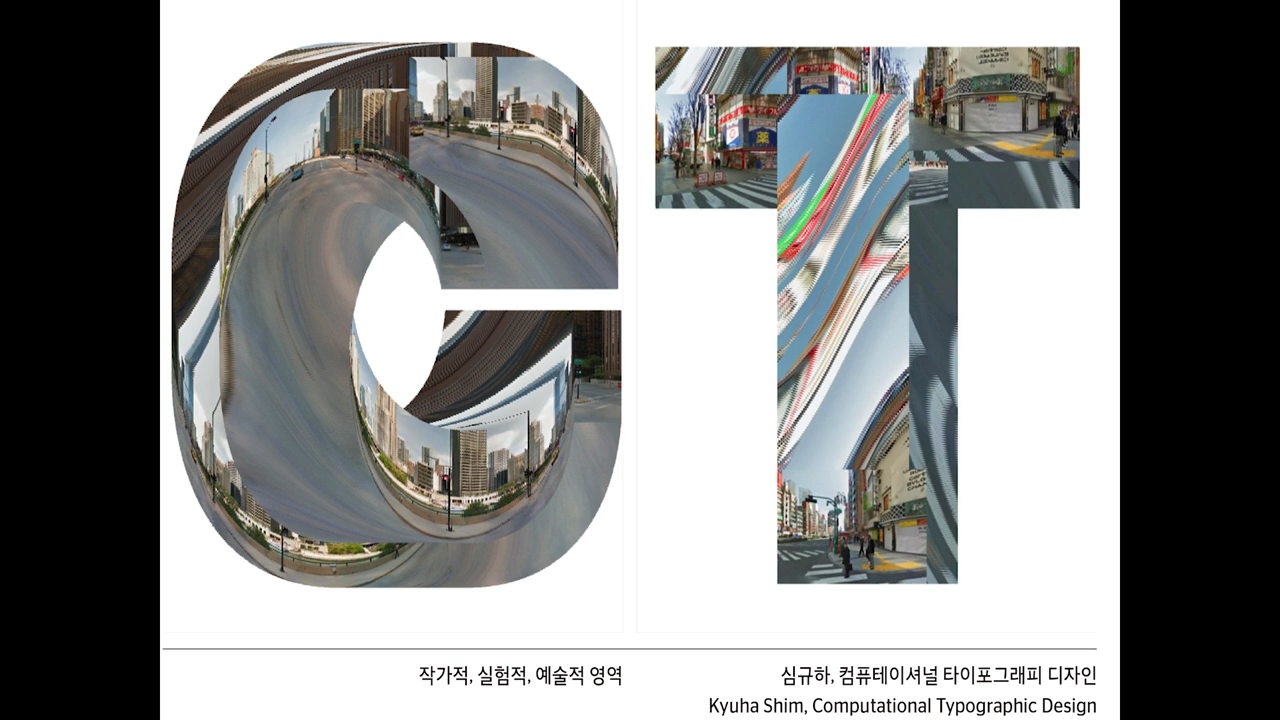 C T
작가적, 실험적, 예술적 영역
심규하, 컴퓨테이셔널 타이포그래피 디자인
Kyuha Shim, Computational Typographic Design